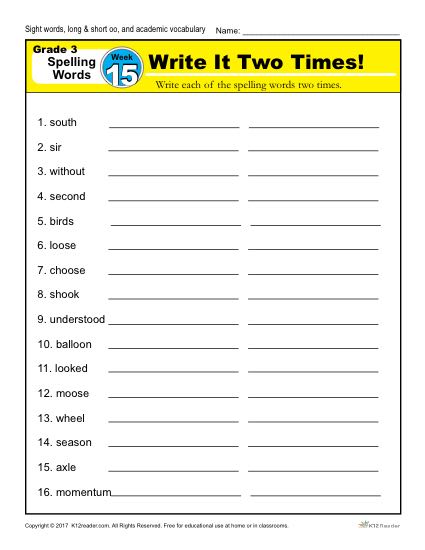 Sight words, long & short oo, and academic vocabulary Name:
Grade 3
Spelling
Words
Week
15
Write It Two Times!
Write each of the spelling words two times.
1. south
2. sir
3. without
4. second
5. birds
6. loose
7. choose
8. shook
9. understood
10. balloon
11. looked
12. moose
13. wheel
14. season
15. axle
16. momentum
Copyright © 2017 K12reader.com. All Rights Reserved. Free for educational use at home or in classrooms.
K12Reader